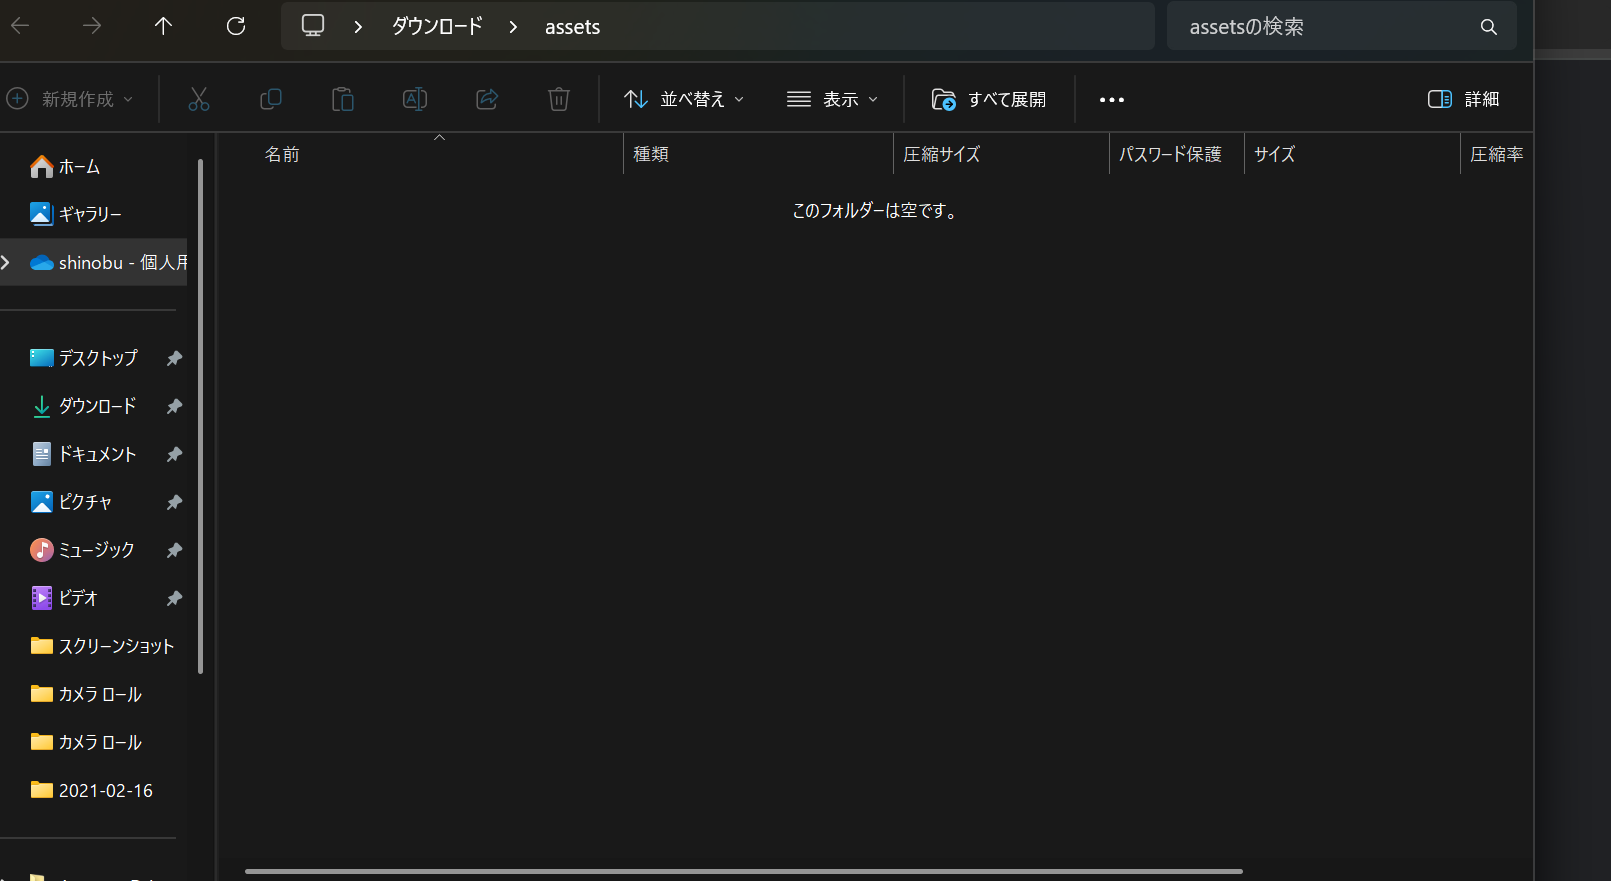 ダウンロード
assets
assetsの検索
新規作成
並べ替え
表示
すべて展開
詳細
名前
種類
圧縮サイズ
パスワード保護
サイズ
圧縮率
このフォルダーは空です。
ホーム
ギャラリー
shinobu - 個人用
デスクトップ
ダウンロード
ドキュメント
ピクチャ
ミュージック
ビデオ
スクリーンショット
カメラ ロール
カメラ ロール
2021-02-16